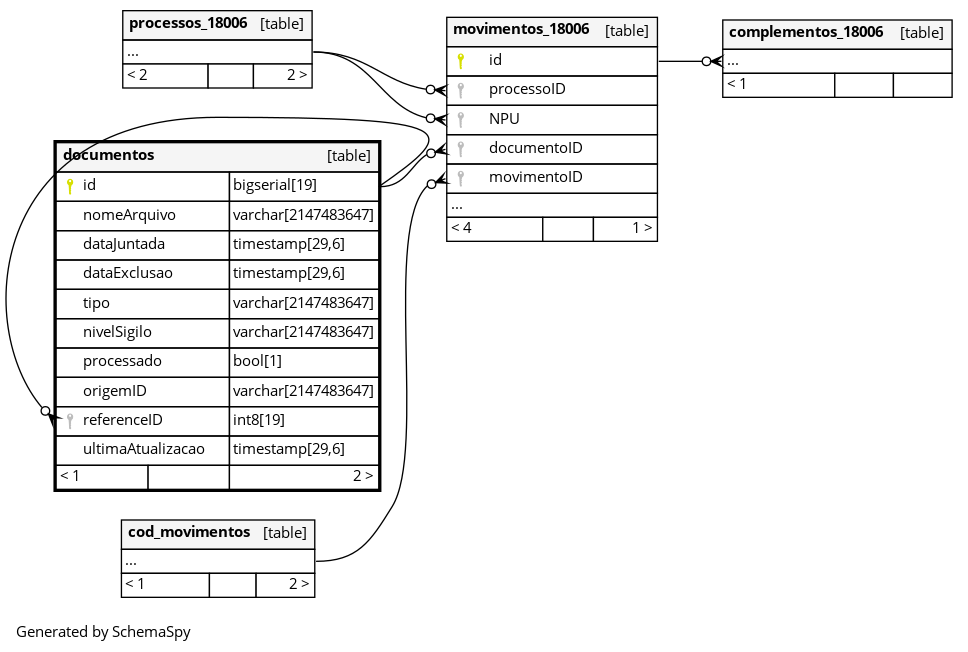 processos_18006 [table]
...
< 2 2 >
movimentos_18006 [table]
id
processoID
NPU
documentoID
movimentoID
...
< 4 1 >
complementos_18006 [table]
...
< 1
documentos [table]
id bigserial[19]
nomeArquivo varchar[2147483647]
dataJuntada timestamp[29,6]
dataExclusao timestamp[29,6]
tipo varchar[2147483647]
nivelSigilo varchar[2147483647]
processado bool[1]
origemID varchar[2147483647]
referenceID int8[19]
ultimaAtualizacao timestamp[29,6]
< 1 2 >
cod_movimentos [table]
...
< 1 2 >
Generated by SchemaSpy